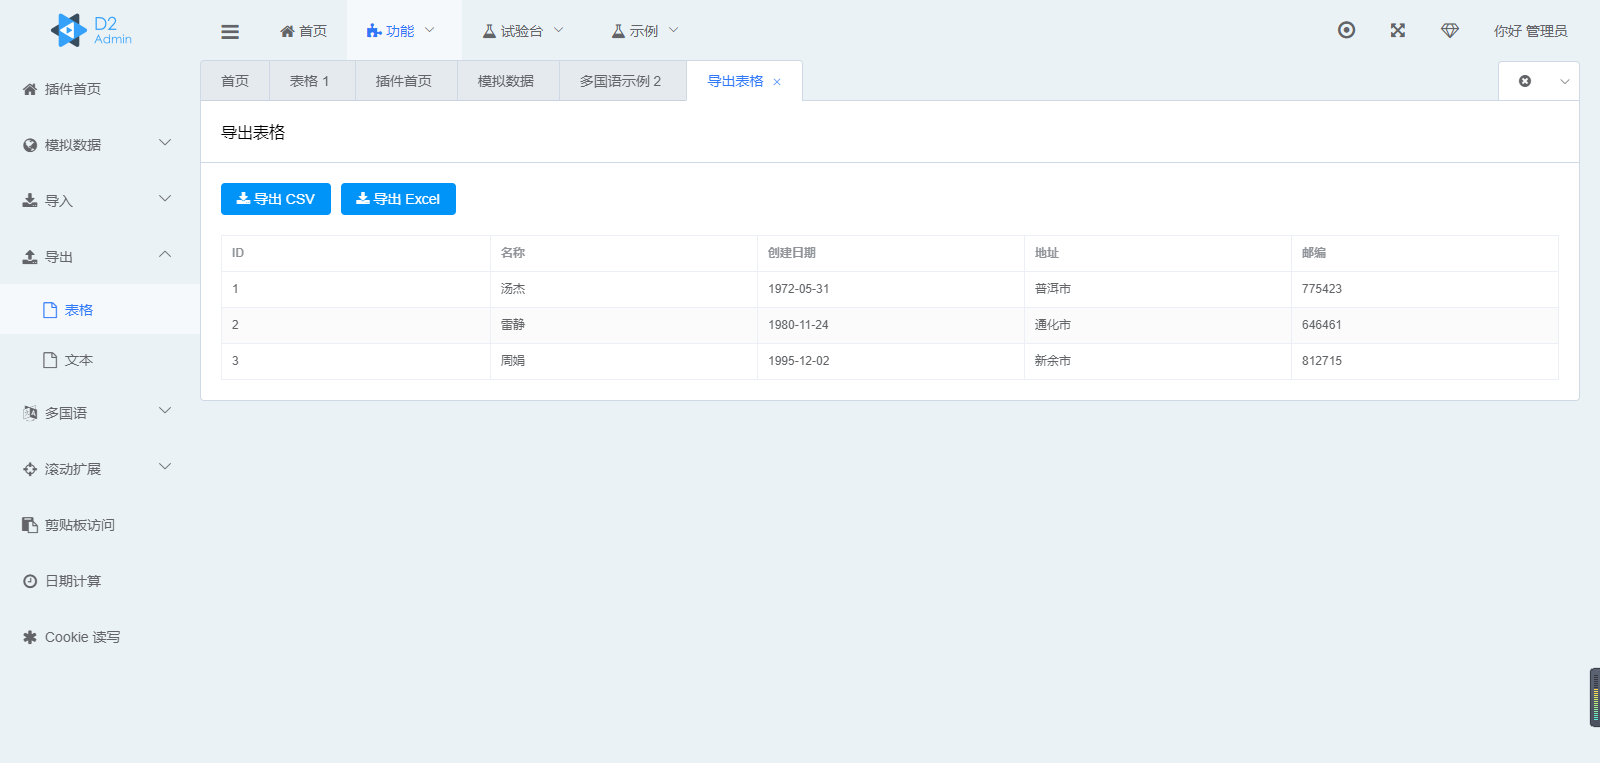 D2
Admin
首页
功能
试验台
示例
你好 管理员
插件首页
模拟数据
导入
导出
表格
文本
多国语
滚动扩展
剪贴板访问
日期计算
Cookie 读写
首页
表格 1
插件首页
模拟数据
多国语示例 2
导出表格
导出表格
导出 CSV
导出 Excel
ID 名称 创建日期 地址 邮编
1 汤杰 1972-05-31 普洱市 775423
2 雷静 1980-11-24 通化市 646461
3 周娟 1995-12-02 新余市 812715